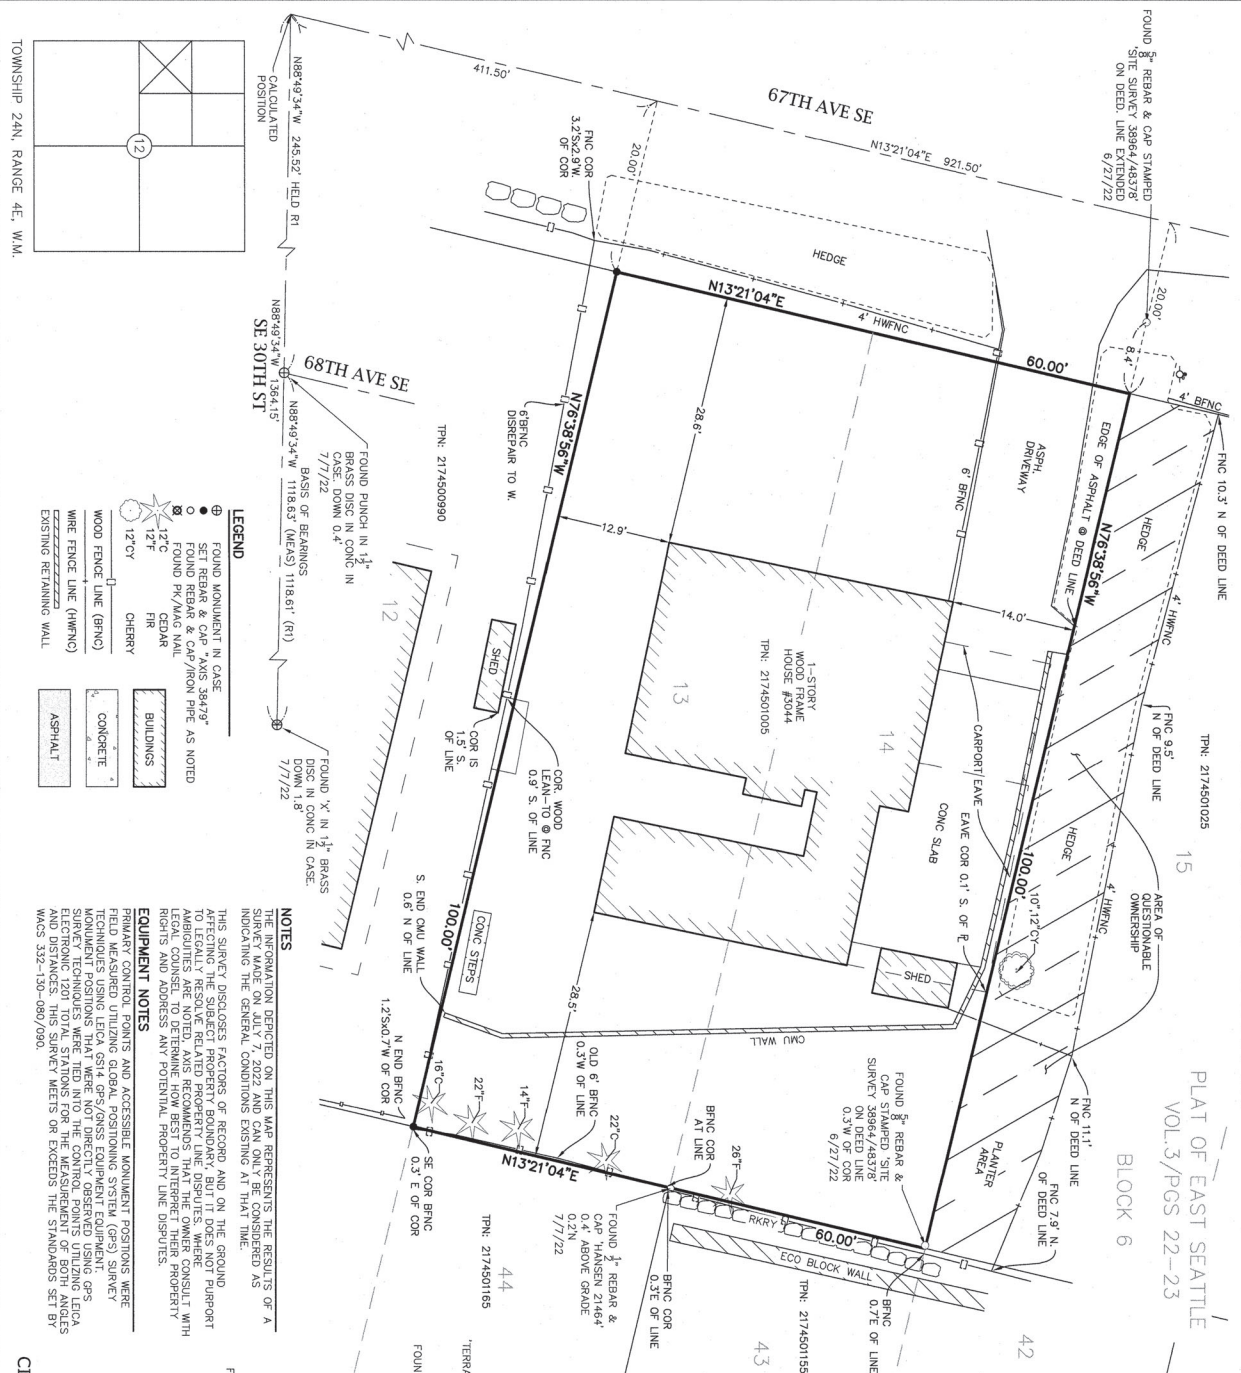 FOUND 5/8" REBAR & CAP STAMPED
'SITE SURVEY 38964/48378'
ON DEED. LINE EXTENDED
6/27/22
67TH AVE SE
N13°21'04"E 921.50'
411.50'
20.00'
20.00'
8.4'
4' BFNC
FNC 10.3' N OF DEED LINE
FNC COR
3.2'Sx2.9'W.
OF COR
HEDGE
N13°21'04"E
4' HWFNC
60.00'
N88°49'34"W 245.52' HELD R1
CALCULATED
POSITION
12
TOWNSHIP 24N, RANGE 4E, W.M.
N88°49'34"W 1364.15'
SE 30TH ST
68TH AVE SE
N88°49'34"W 1118.63' (MEAS) 1118.61' (R1)
BASIS OF BEARINGS
FOUND PUNCH IN 1½"
BRASS DISC IN CONC IN
CASE. DOWN 0.4'
7/7/22
FOUND 'X' IN 1½" BRASS
DISC IN CONC IN CASE.
DOWN 1.8'
7/7/22
TPN: 2174500990
6'BFNC
DISREPAIR TO W.
N76°38'56"W
28.6'
12.9'
ASPH.
DRIVEWAY
6' BFNC
EDGE OF ASPHALT @ DEED LINE
N76°38'56"W
HEDGE
4' HWFNC
14.0'
1-STORY
WOOD FRAME
HOUSE #3044
TPN: 2174501005
13
14
12
SHED
COR IS
1.5' S.
OF LINE
COR. WOOD
LEAN-TO @ FNC
0.9' S. OF LINE
CARPORT/EAVE
EAVE COR 0.1' S. OF PL
CONC SLAB
FNC 9.5'
N OF DEED LINE
TPN: 2174501025
15
HEDGE
100.00'
10",12"CY
4' HWFNC
AREA OF
QUESTIONABLE
OWNERSHIP
SHED
CMU WALL
S. END CMU WALL
0.6' N OF LINE
100.00'
CONC STEPS
28.5'
N END BFNC
1.2'Sx0.7'W OF COR
16"C
22"F
14"F
OLD 6' BFNC
0.3'W OF LINE
22"C
26"F
BFNC COR
AT LINE
FOUND 5/8" REBAR &
CAP STAMPED 'SITE
SURVEY 38964/48378'
ON DEED LINE
0.3'W OF COR
6/27/22
FNC 11.1'
N OF DEED LINE
PLANTER
AREA
FNC 7.9' N.
OF DEED LINE
N13°21'04"E
60.00'
RKRY
ECO BLOCK WALL
SE COR BFNC
0.3' E OF COR
FOUND ½" REBAR &
CAP 'HANSEN 21464'
0.4' ABOVE GRADE
0.2'N
7/7/22
BFNC COR
0.3'E OF LINE
BFNC
0.7'E OF LINE
TPN: 2174501165
TPN: 2174501155
44
43
42
PLAT OF EAST SEATTLE
VOL.3/PGS 22-23
BLOCK 6
LEGEND
FOUND MONUMENT IN CASE
SET REBAR & CAP "AXIS 38479"
FOUND REBAR & CAP/IRON PIPE AS NOTED
FOUND PK/MAG NAIL
12"C CEDAR
12"F FIR
12"CY CHERRY
WOOD FENCE LINE (BFNC)
WIRE FENCE LINE (HWFNC)
EXISTING RETAINING WALL
BUILDINGS
CONCRETE
ASPHALT
NOTES
THE INFORMATION DEPICTED ON THIS MAP REPRESENTS THE RESULTS OF A
SURVEY MADE ON JULY 7, 2022 AND CAN ONLY BE CONSIDERED AS
INDICATING THE GENERAL CONDITIONS EXISTING AT THAT TIME.
THIS SURVEY DISCLOSES FACTORS OF RECORD AND ON THE GROUND
AFFECTING THE SUBJECT PROPERTY BOUNDARY, BUT IT DOES NOT PURPORT
TO LEGALLY RESOLVE RELATED PROPERTY LINE DISPUTES. WHERE
AMBIGUITIES ARE NOTED, AXIS RECOMMENDS THAT THE OWNER CONSULT WITH
LEGAL COUNSEL TO DETERMINE HOW BEST TO INTERPRET THEIR PROPERTY
RIGHTS AND ADDRESS ANY POTENTIAL PROPERTY LINE DISPUTES.
EQUIPMENT NOTES
PRIMARY CONTROL POINTS AND ACCESSIBLE MONUMENT POSITIONS WERE
FIELD MEASURED UTILIZING GLOBAL POSITIONING SYSTEM (GPS) SURVEY
TECHNIQUES USING LEICA GS14 GPS/GNSS EQUIPMENT EQUIPMENT.
MONUMENT POSITIONS THAT WERE NOT DIRECTLY OBSERVED USING GPS
SURVEY TECHNIQUES WERE TIED INTO THE CONTROL POINTS UTILIZING LEICA
ELECTRONIC 1201 TOTAL STATIONS FOR THE MEASUREMENT OF BOTH ANGLES
AND DISTANCES. THIS SURVEY MEETS OR EXCEEDS THE STANDARDS SET BY
WACS 332-130-080/090.
'TERRA
FOUN